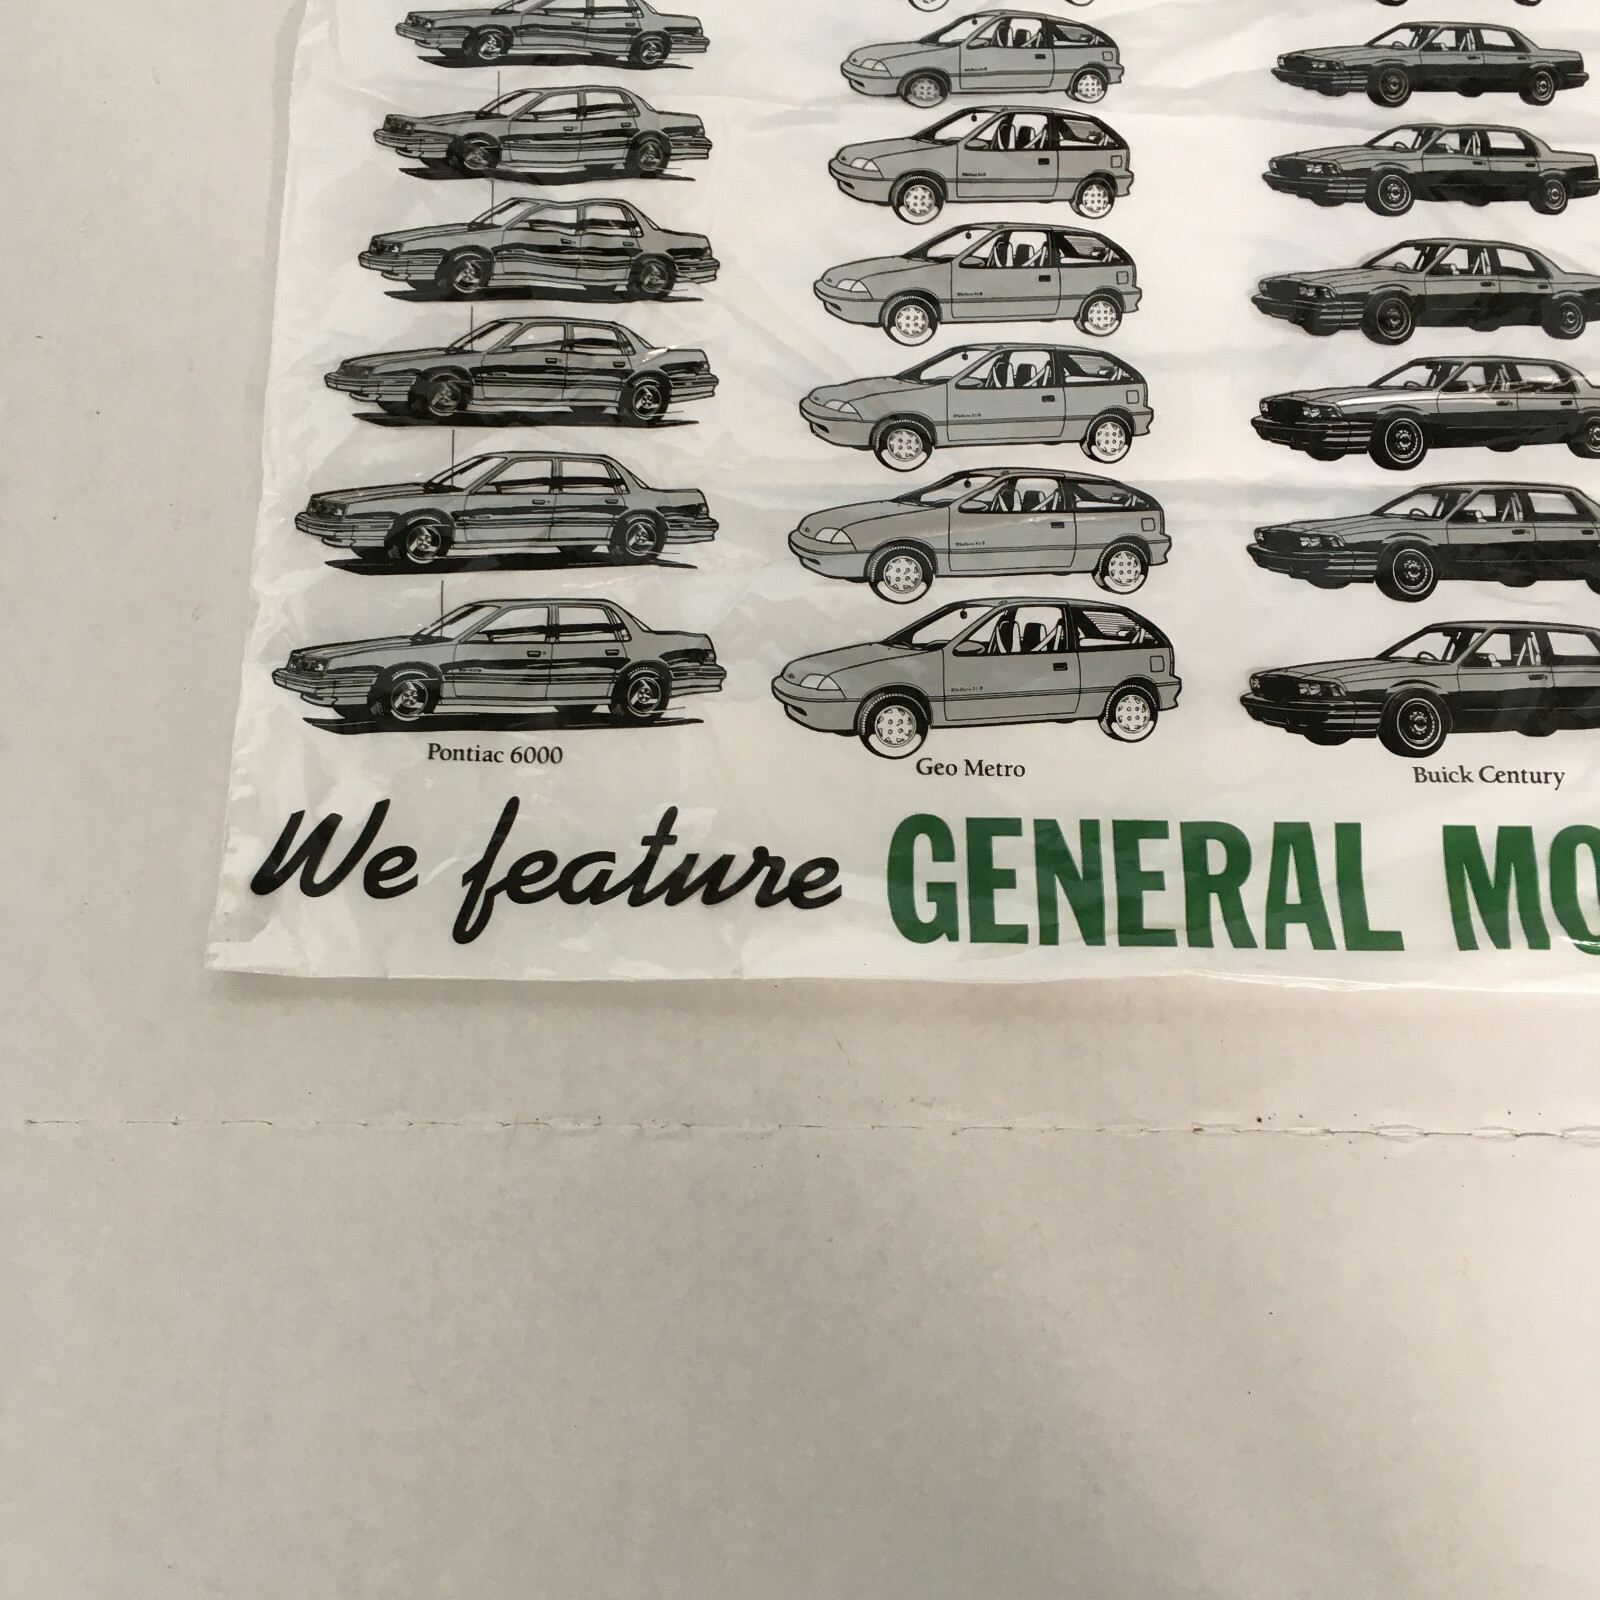 Pontiac 6000
Geo Metro
Buick Century
We feature GENERAL MO